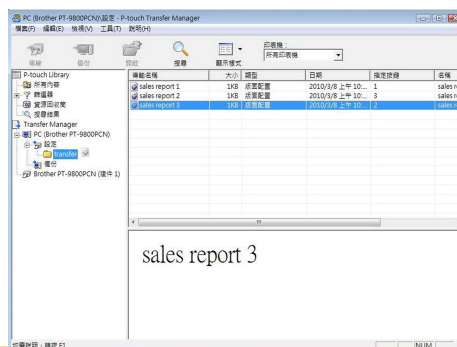 PC (Brother PT-9800PCN)\設定 - P-touch Transfer Manager
檔案(F) 編輯(E) 檢視(V) 工具(T) 說明(H)
傳輸 備份 開啟 搜尋 顯示樣式
印表機:
所有印表機
P-touch Library
所有內容
篩選器
資源回收筒
搜尋結果
Transfer Manager
PC (Brother PT-9800PCN)
設定
transfer
備份
Brother PT-9800PCN (複件 1)
傳輸名稱 大小 類型 日期 指定按鍵 名稱
sales report 1 1KB 版面配置 2010/3/8 上午 10:... 1 sales r
sales report 2 1KB 版面配置 2010/3/8 上午 10:... 3 sales r
sales report 3 1KB 版面配置 2010/3/8 上午 10:... 2 sales r
sales report 3
NUM